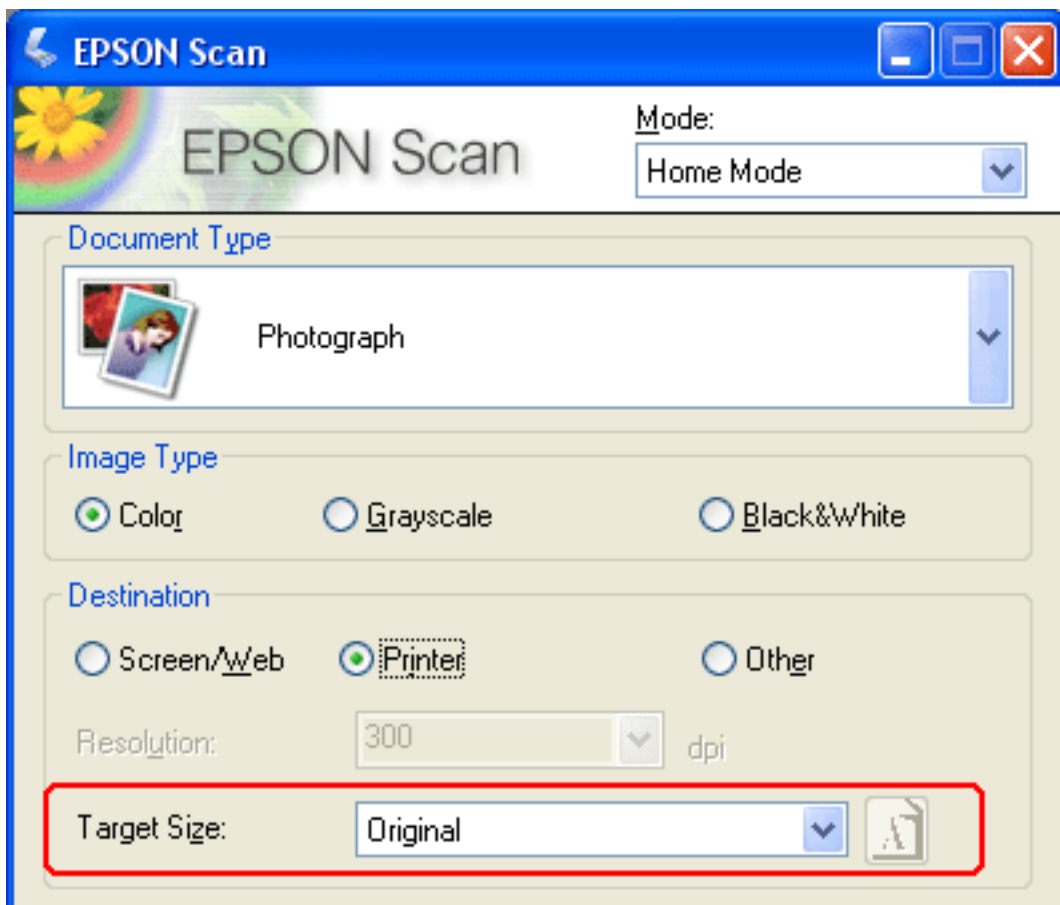 EPSON Scan
EPSON Scan
Mode:
Home Mode
Document Type
Photograph
Image Type
Color Grayscale Black&White
Destination
Screen/Web Printer Other
Resolution: 300 dpi
Target Size: Original A